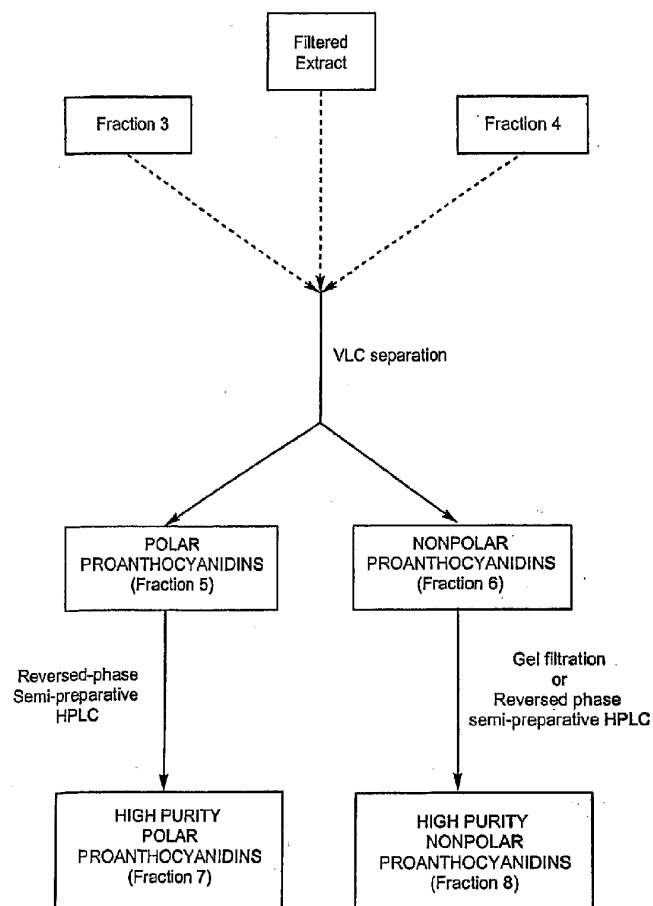 Filtered
Extract
Fraction 3
Fraction 4
VLC separation
POLAR
PROANTHOCYANIDINS
(Fraction 5)
NONPOLAR
PROANTHOCYANIDINS
(Fraction 6)
Reversed-phase
Semi-preparative
HPLC
Gel filtration
or
Reversed phase
semi-preparative HPLC
HIGH PURITY
POLAR
PROANTHOCYANIDINS
(Fraction 7)
HIGH PURITY
NONPOLAR
PROANTHOCYANIDINS
(Fraction 8)